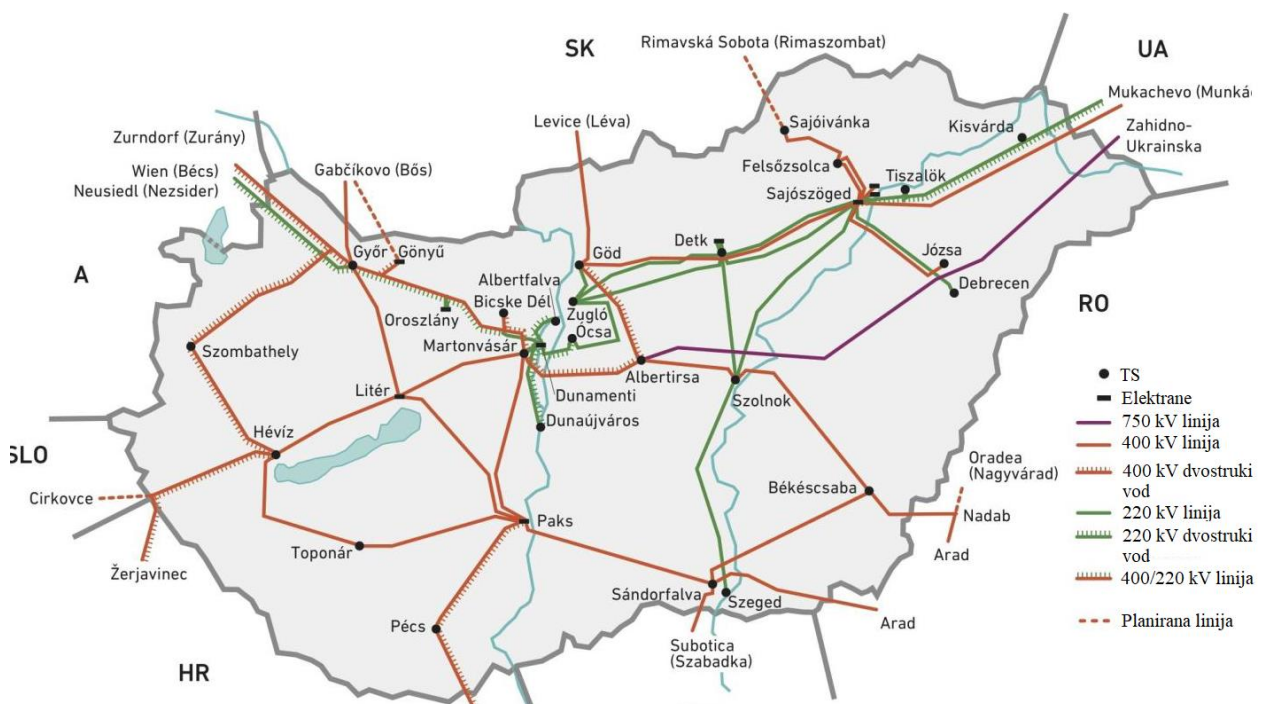 SK
UA
Rimavská Sobota (Rimaszombat)
Mukachevo (Munká
Zahidno-
Ukrainska
Kisvárda
Sajóivánka
Levice (Léva)
Zurndorf (Zurány)
Wien (Bécs)
Neusiedl (Nezsider)
Gabčíkovo (Bős)
Felsőzsolca
Tiszalök
Sajószöged
Detk
Győr
Gönyű
Göd
Józsa
Debrecen
A
RO
Albertfalva
Bicske Dél
Zugló
Ócsa
Oroszlány
Martonvásár
Szombathely
Albertirsa
Dunamenti
Szolnok
Litér
Dunaújváros
Hévíz
SLO
Cirkovce
Békéscsaba
Oradea
(Nagyvárad)
Nadab
Arad
Paks
Toponár
Žerjavinec
Sándorfalva
Szeged
Arad
Subotica
(Szabadka)
Pécs
HR
TS
Elektrane
750 kV linija
400 kV linija
400 kV dvostruki
vod
220 kV linija
220 kV dvostruki
vod
400/220 kV linija
Planirana linija